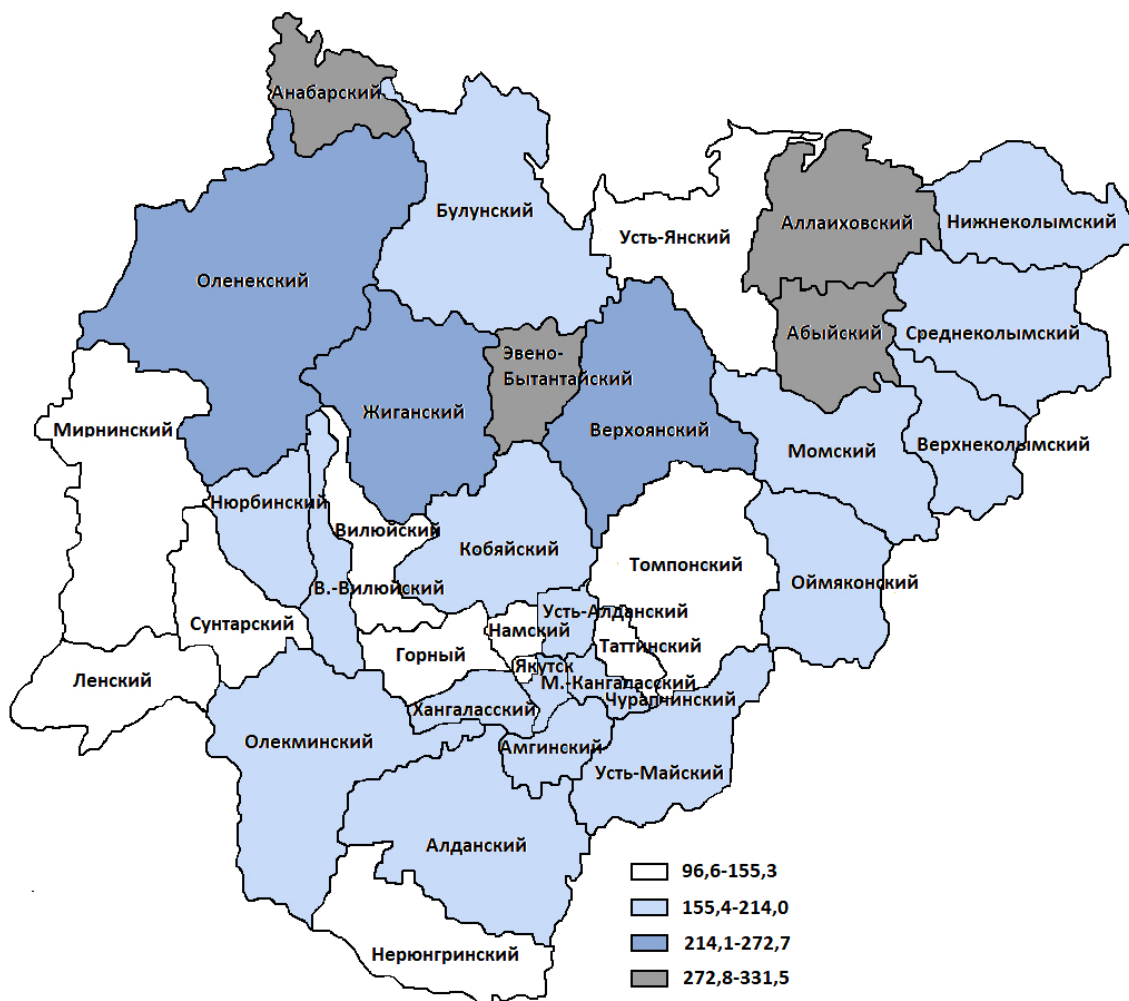 Анабарский
Булунский
Усть-Янский
Аллаиховский
Нижнеколымский
Оленекский
Абыйский
Среднеколымский
Эвено-
Бытантайский
Жиганский
Верхоянский
Мирнинский
Момский
Верхнеколымский
Нюрбинский
Вилюйский
Кобяйский
Томпонский
Оймяконский
В.-Вилюйский
Усть-Алданский
Сунтарский
Намский
Таттинский
Горный
Якутск
Ленский
М.-Кангаласский
Чурапчинский
Хангаласский
Олекминский
Амгинский
Усть-Майский
Алданский
Нерюнгринский
96,6-155,3
155,4-214,0
214,1-272,7
272,8-331,5